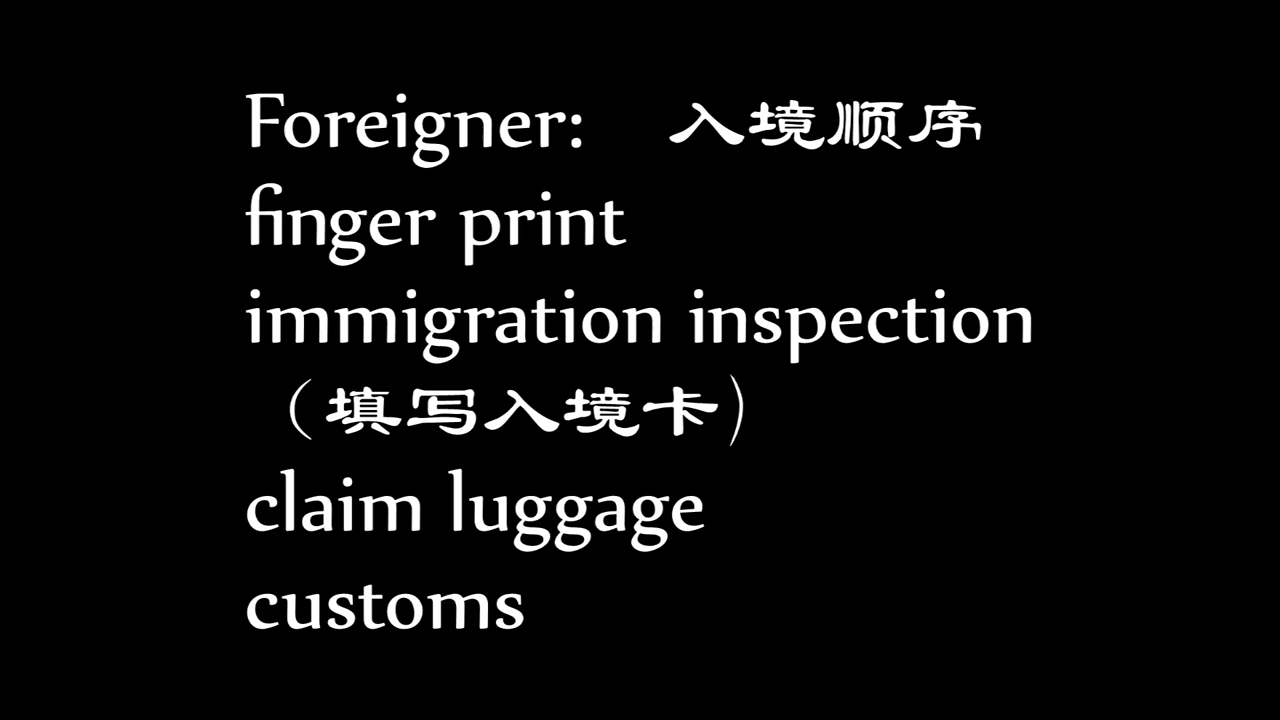 Foreigner: 入境顺序
finger print
immigration inspection
（填写入境卡）
claim luggage
customs